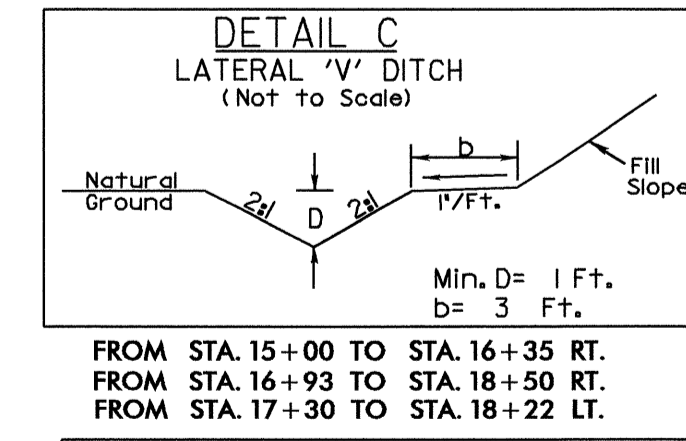 DETAIL C
LATERAL 'V' DITCH
(Not to Scale)
b
Natural
Ground
2:1
D
2:1
1"/Ft.
Fill
Slope
Min. D= 1 Ft.
b= 3 Ft.
FROM STA. 15+00 TO STA. 16+35 RT.
FROM STA. 16+93 TO STA. 18+50 RT.
FROM STA. 17+30 TO STA. 18+22 LT.